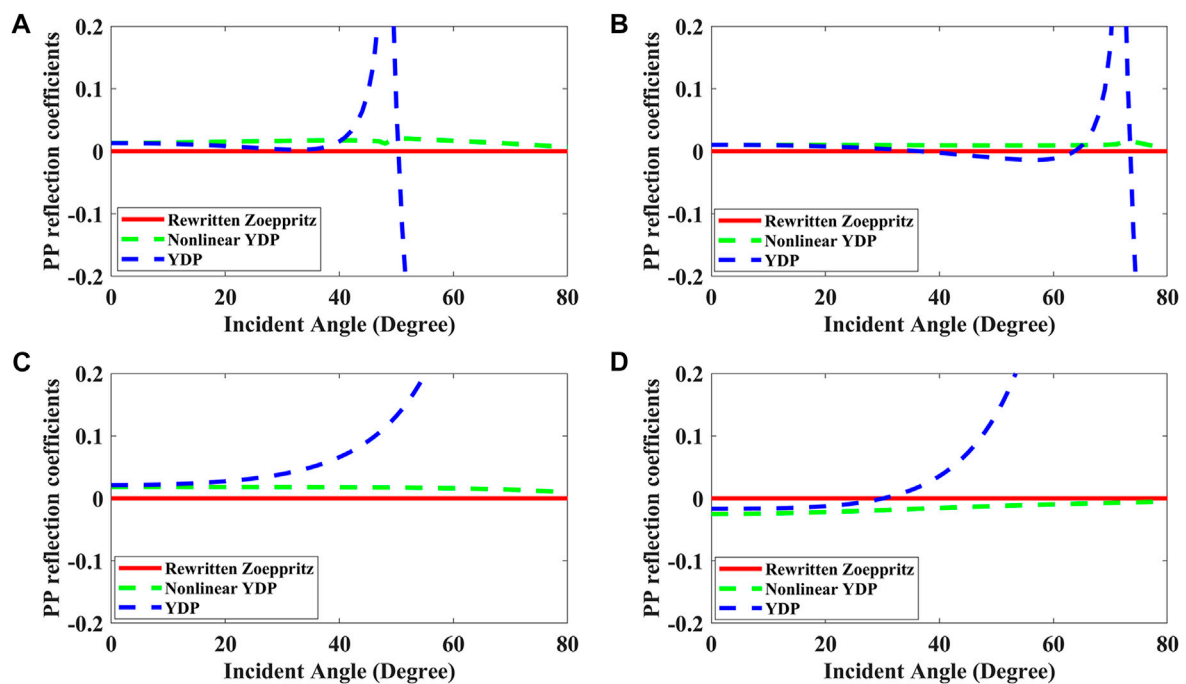 A
PP reflection coefficients
0.2
0.1
0
-0.1
-0.2
Rewritten Zoeppritz
Nonlinear YDP
YDP
0 20 40 60 80
Incident Angle (Degree)
B
PP reflection coefficients
0.2
0.1
0
-0.1
-0.2
Rewritten Zoeppritz
Nonlinear YDP
YDP
0 20 40 60 80
Incident Angle (Degree)
C
PP reflection coefficients
0.2
0.1
0
-0.1
-0.2
Rewritten Zoeppritz
Nonlinear YDP
YDP
0 20 40 60 80
Incident Angle (Degree)
D
PP reflection coefficients
0.2
0.1
0
-0.1
-0.2
Rewritten Zoeppritz
Nonlinear YDP
YDP
0 20 40 60 80
Incident Angle (Degree)